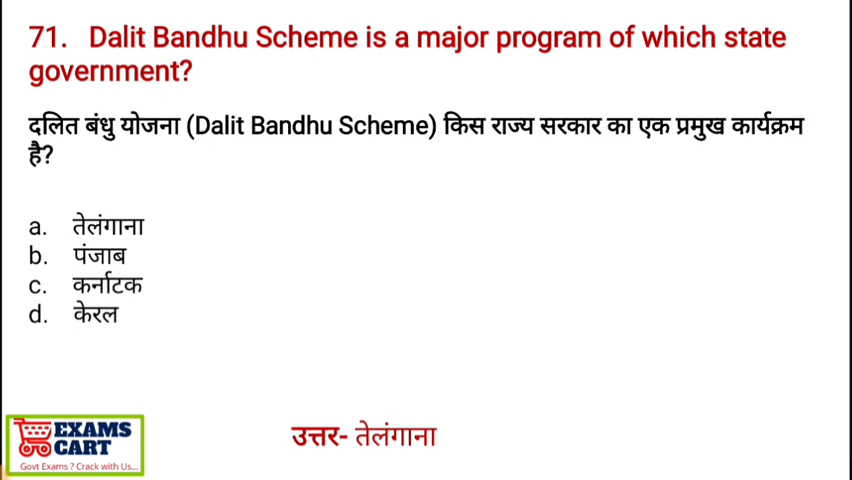 71. Dalit Bandhu Scheme is a major program of which state
government?
दलित बंधु योजना (Dalit Bandhu Scheme) किस राज्य सरकार का एक प्रमुख कार्यक्रम
है?
a. तेलंगाना
b. पंजाब
c. कर्नाटक
d. केरल
उत्तर- तेलंगाना
EXAMS
CART
Govt Exams ? Crack with Us...